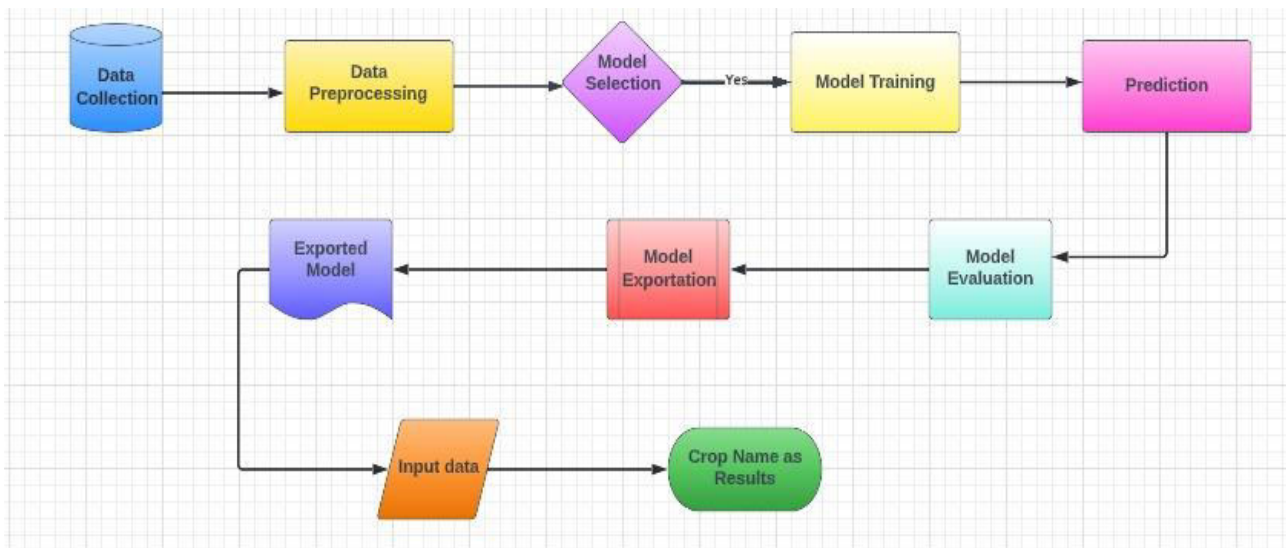 Data
Collection
Data
Preprocessing
Model
Selection
Yes
Model Training
Prediction
Exported
Model
Model
Exportation
Model
Evaluation
Input data
Crop Name as
Results